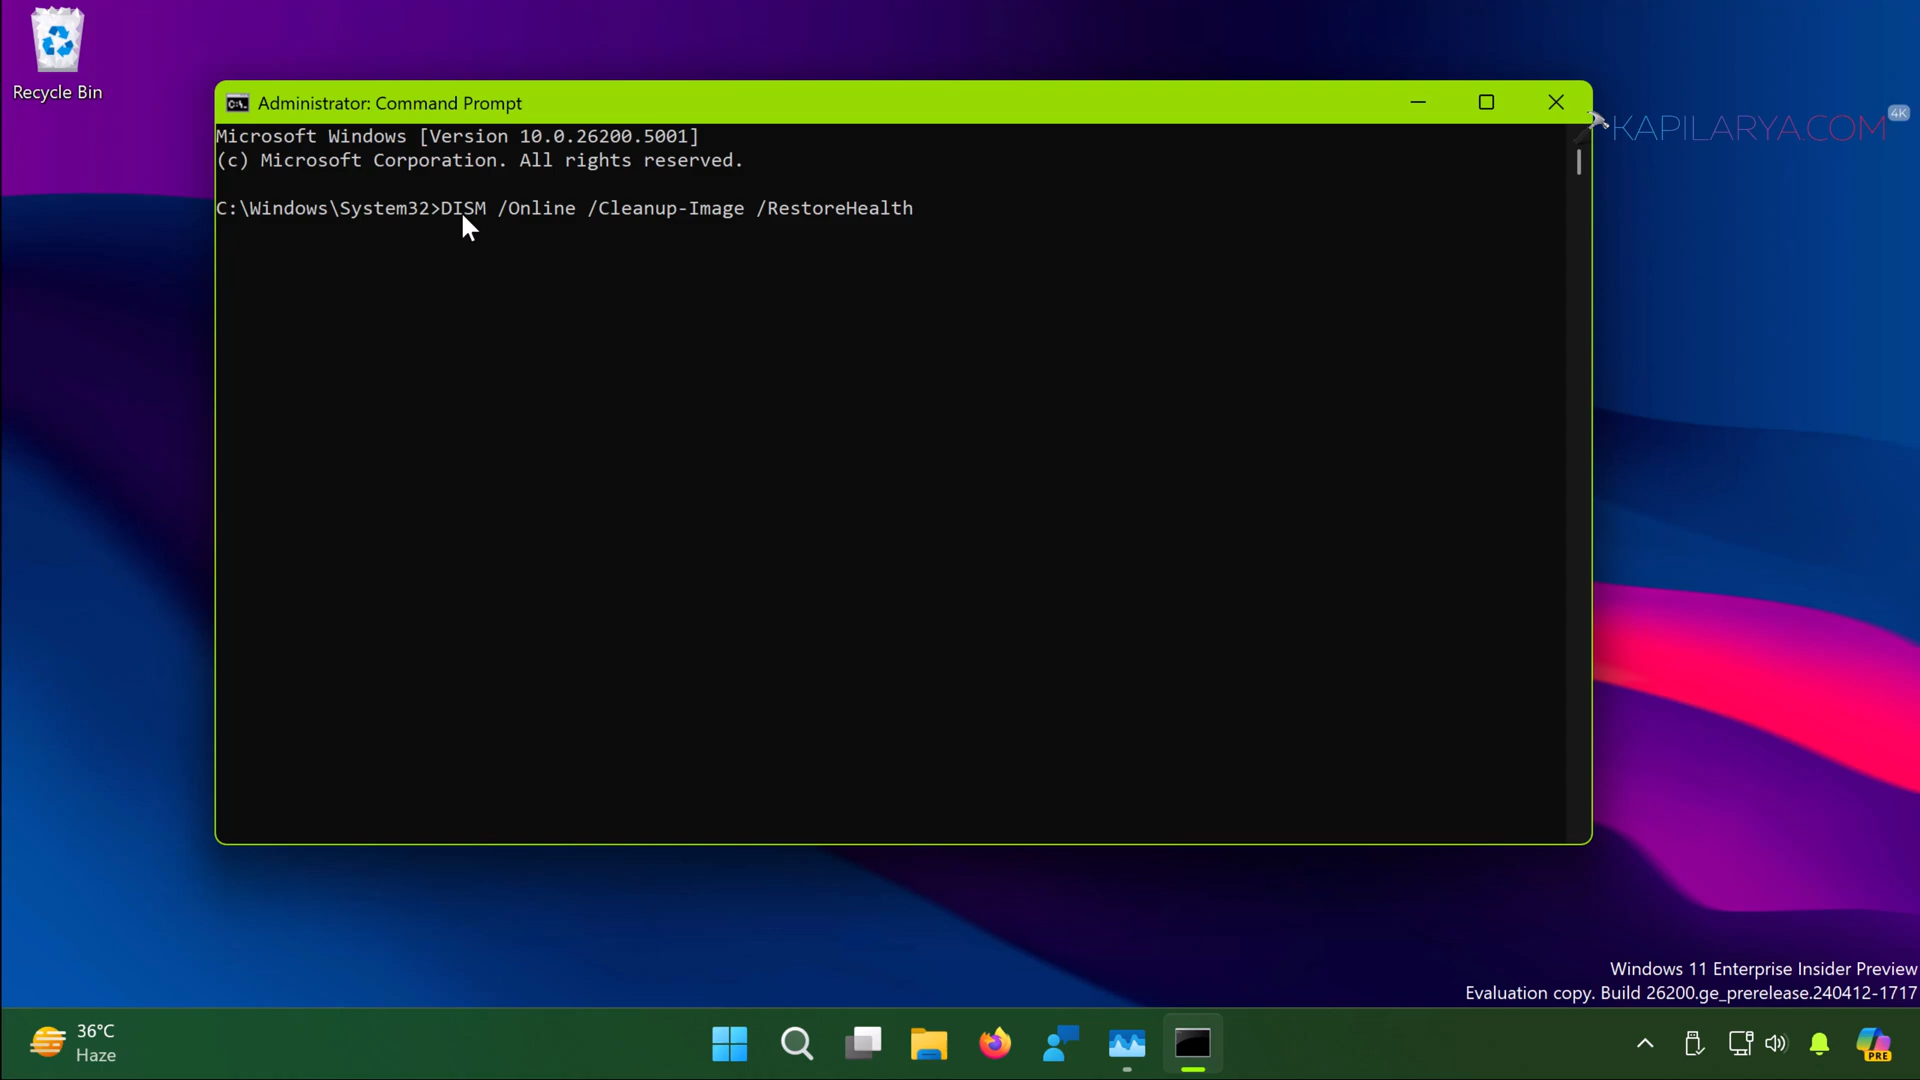 Recycle Bin
Administrator: Command Prompt
Microsoft Windows [Version 10.0.26200.5001]
(c) Microsoft Corporation. All rights reserved.
C:\Windows\System32>DISM /Online /Cleanup-Image /RestoreHealth
KAPILARYA.COM
4K
Windows 11 Enterprise Insider Preview
Evaluation copy. Build 26200.ge_prerelease.240412-1717
36°C
Haze
PRE